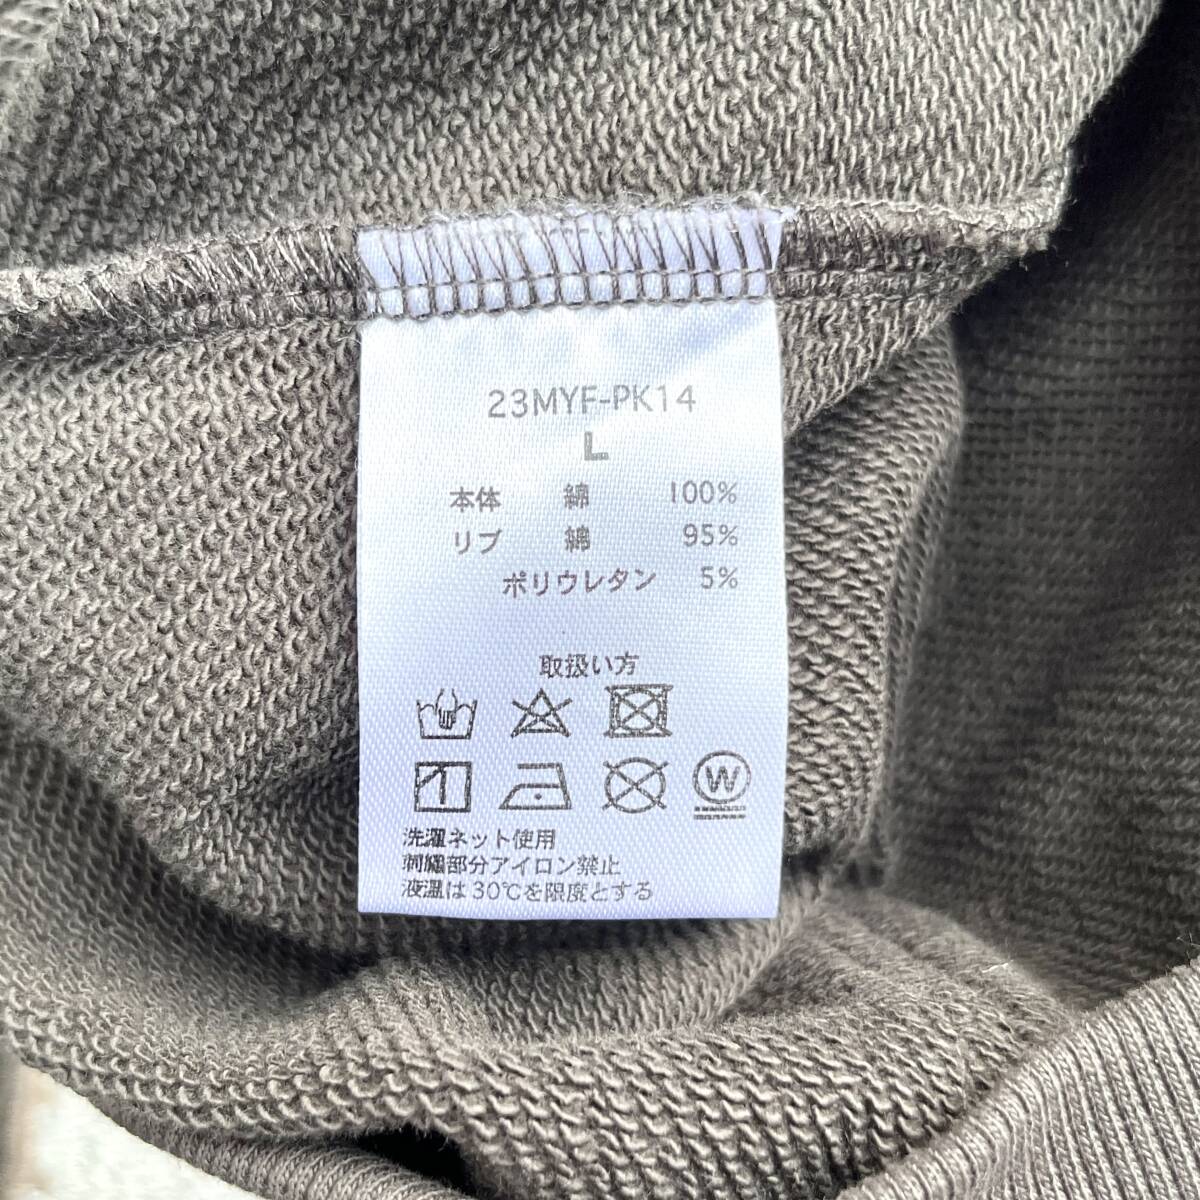 23MYF-PK14
L
本体 綿 100%
リブ 綿 95%
ポリウレタン 5%
取扱い方
W
洗濯ネット使用
刺繍部分アイロン禁止
液温は30℃を限度とする